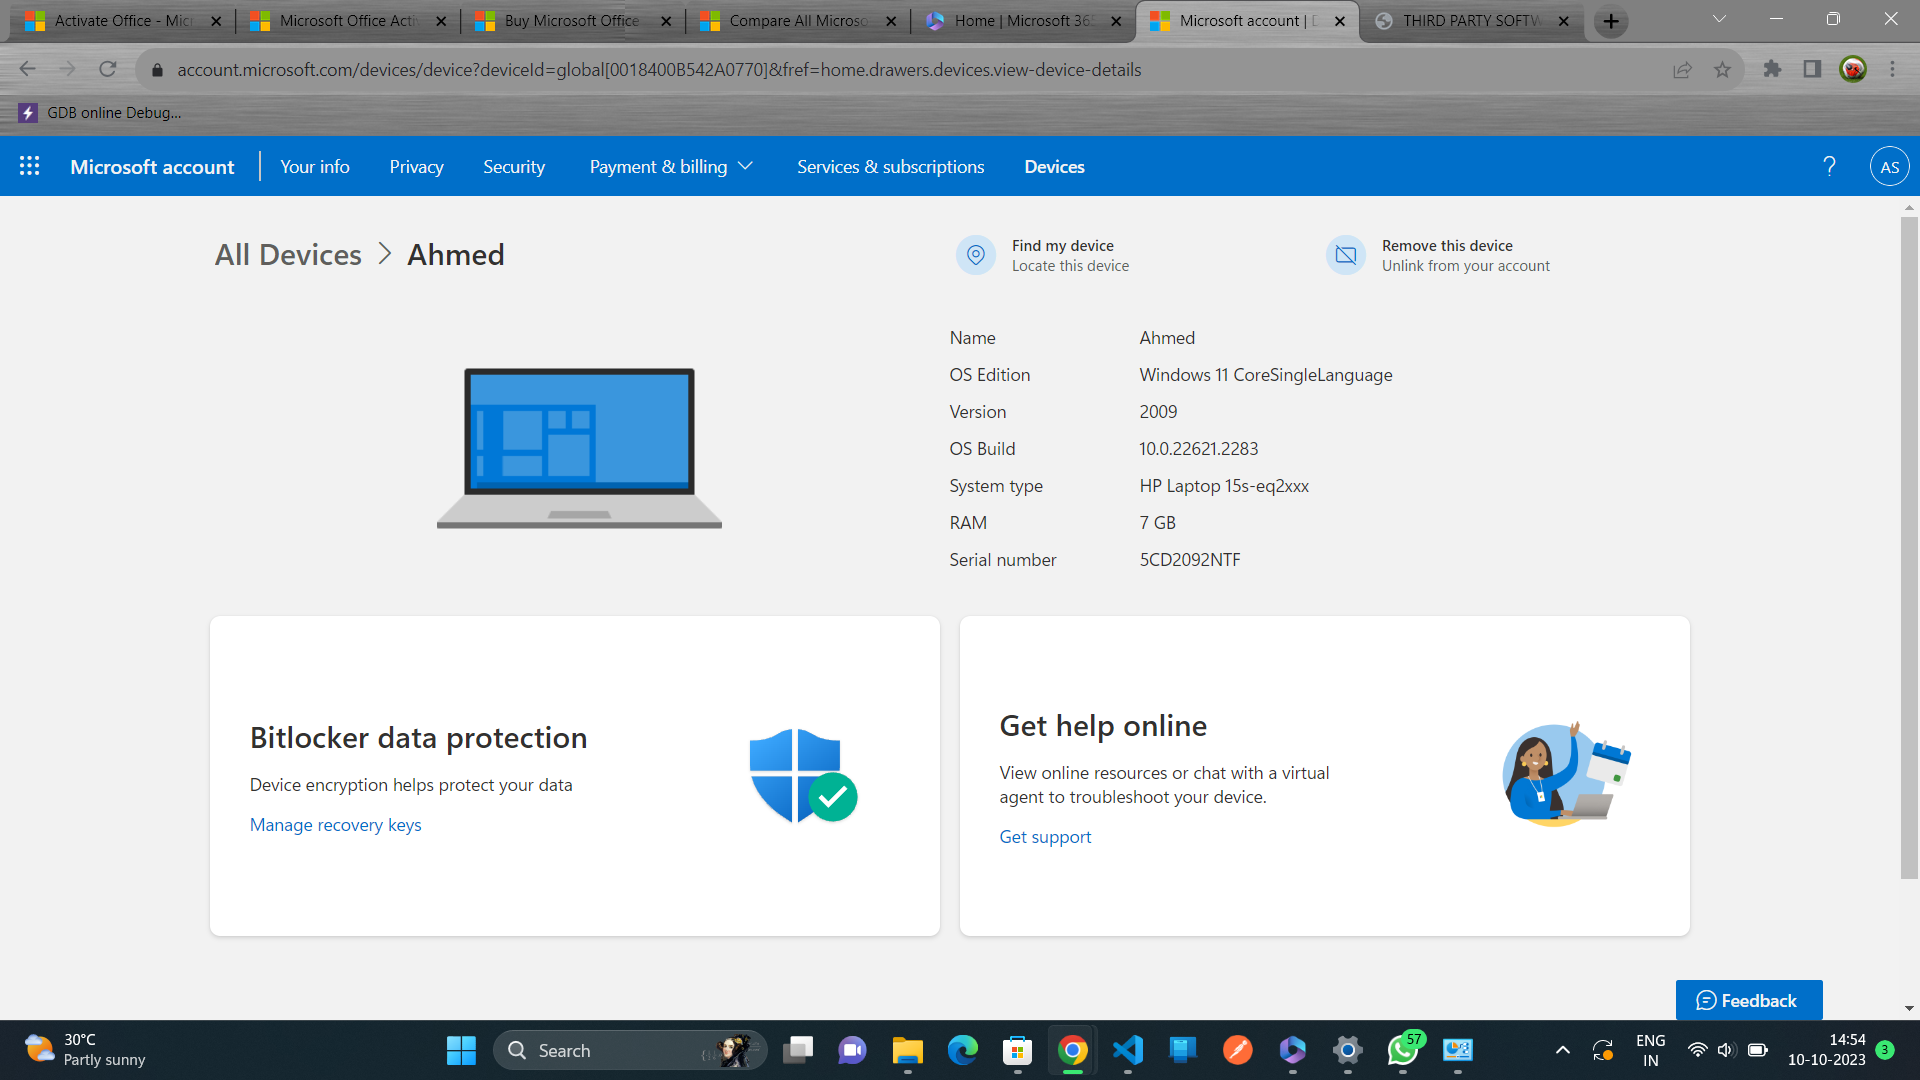 Activate Office - Micr
Microsoft Office Activ
Buy Microsoft Office
Compare All Microso
Home | Microsoft 365
Microsoft account | D
THIRD PARTY SOFTW
account.microsoft.com/devices/device?deviceId=global[0018400B542A0770]&fref=home.drawers.devices.view-device-details
GDB online Debug...
Microsoft account
Your info
Privacy
Security
Payment & billing
Services & subscriptions
Devices
?
AS
All Devices > Ahmed
Find my device
Locate this device
Remove this device
Unlink from your account
Name Ahmed
OS Edition Windows 11 CoreSingleLanguage
Version 2009
OS Build 10.0.22621.2283
System type HP Laptop 15s-eq2xxx
RAM 7 GB
Serial number 5CD2092NTF
Bitlocker data protection
Device encryption helps protect your data
Manage recovery keys
Get help online
View online resources or chat with a virtual
agent to troubleshoot your device.
Get support
Feedback
30°C
Partly sunny
Search
57
ENG
IN
14:54
10-10-2023
3